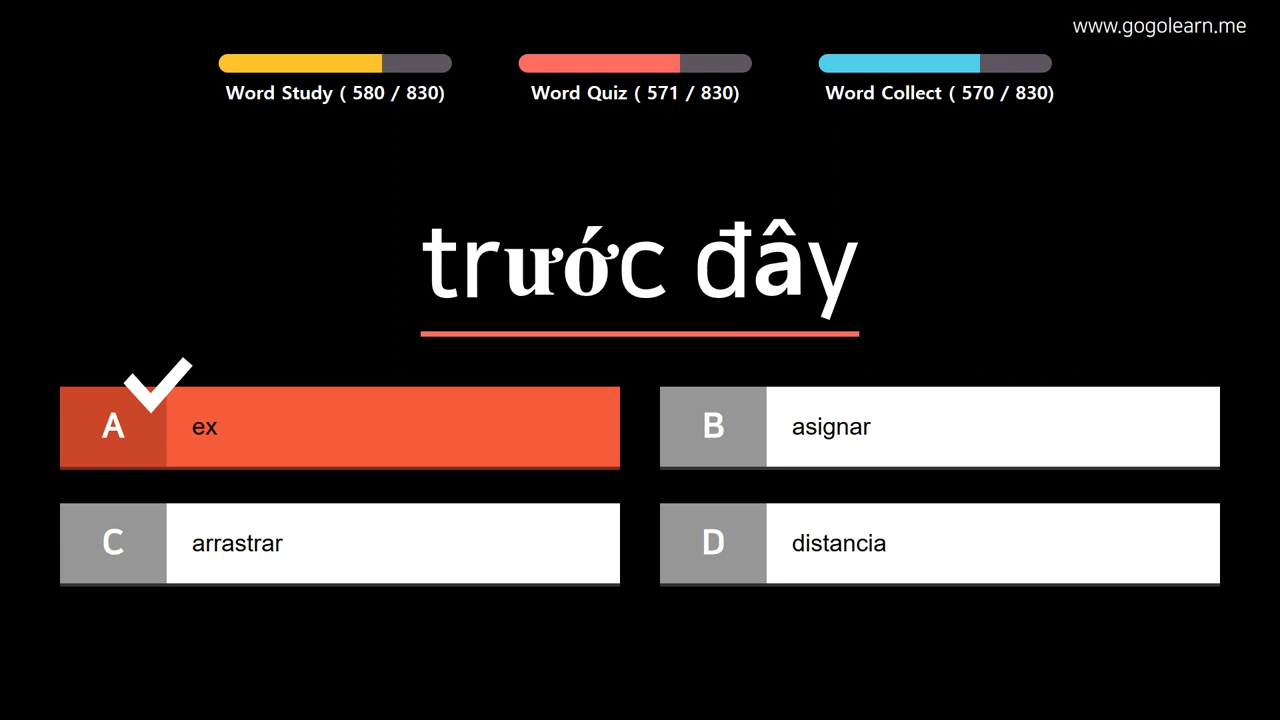 www.gogolearn.me
Word Study ( 580 / 830)
Word Quiz ( 571 / 830)
Word Collect ( 570 / 830)
trước đây
A ex
B asignar
C arrastrar
D distancia